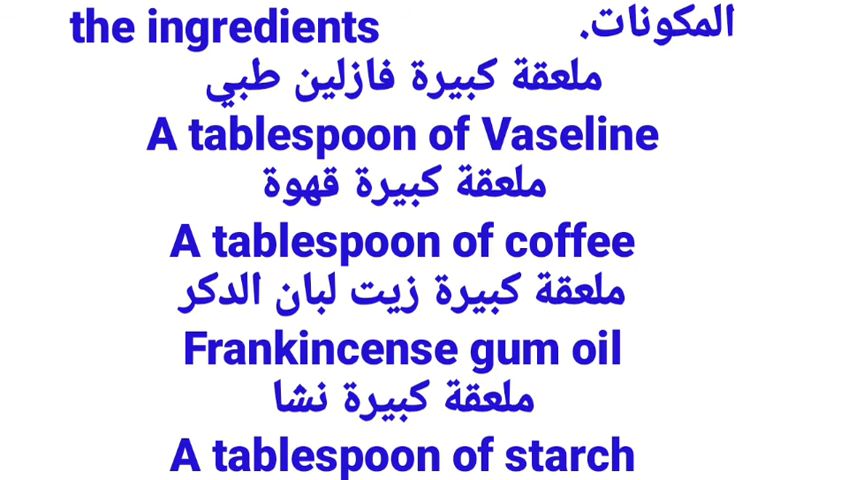 the ingredients المكونات.
ملعقة كبيرة فازلين طبي
A tablespoon of Vaseline
ملعقة كبيرة قهوة
A tablespoon of coffee
ملعقة كبيرة زيت لبان الدكر
Frankincense gum oil
ملعقة كبيرة نشا
A tablespoon of starch